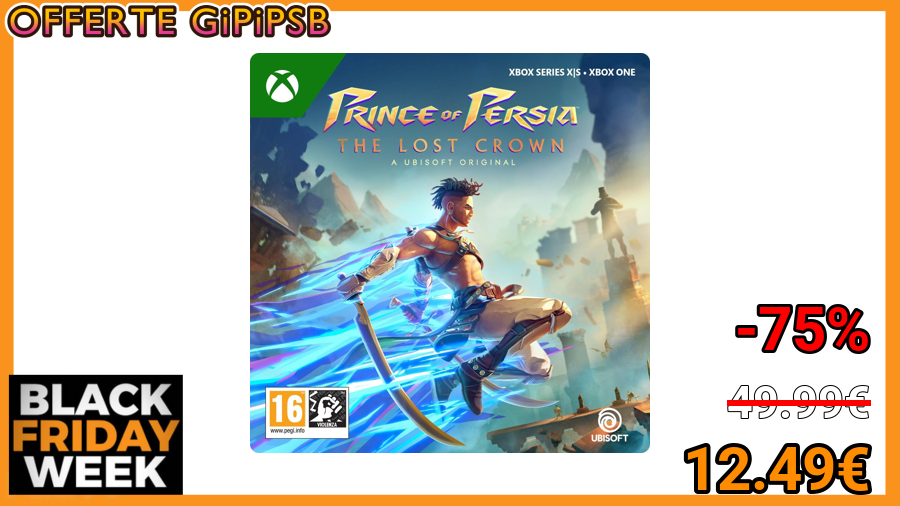 OFFERTE GiPiPSB
XBOX SERIES X|S • XBOX ONE
PRINCE OF PERSIA
THE LOST CROWN
A UBISOFT ORIGINAL
16
www.pegi.info
VIOLENZA
UBISOFT
-75%
49.99€
12.49€
BLACK
FRIDAY
WEEK